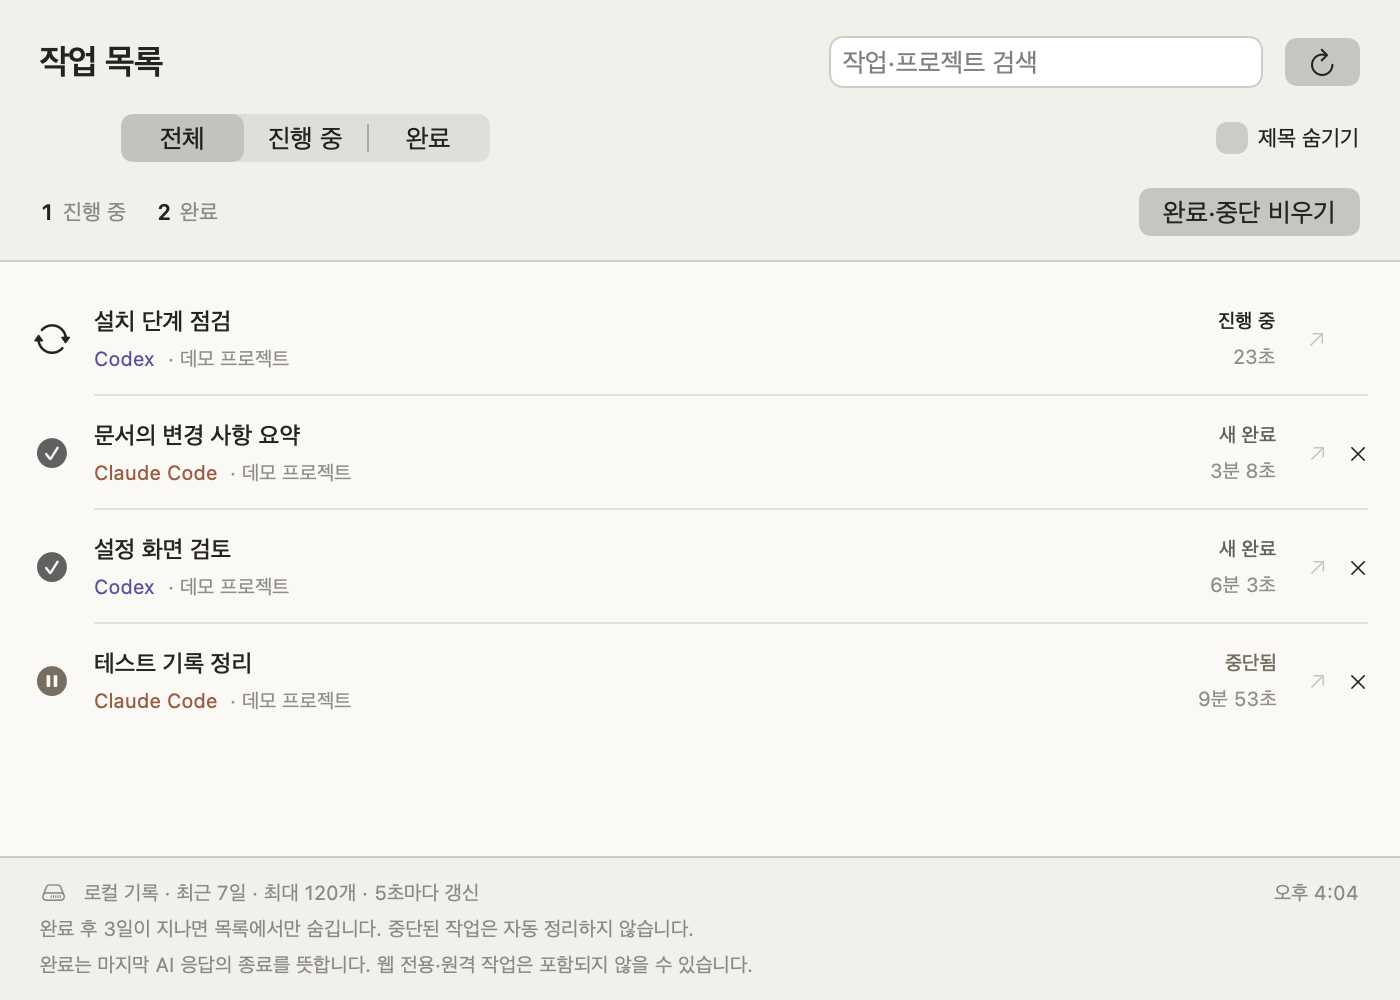 작업 목록
작업·프로젝트 검색
전체 진행 중 완료
제목 숨기기
1 진행 중 2 완료
완료·중단 비우기
설치 단계 점검
진행 중
Codex · 데모 프로젝트
23초
문서의 변경 사항 요약
새 완료
Claude Code · 데모 프로젝트
3분 8초
설정 화면 검토
새 완료
Codex · 데모 프로젝트
6분 3초
테스트 기록 정리
중단됨
Claude Code · 데모 프로젝트
9분 53초
로컬 기록 · 최근 7일 · 최대 120개 · 5초마다 갱신
오후 4:04
완료 후 3일이 지나면 목록에서만 숨깁니다. 중단된 작업은 자동 정리하지 않습니다.
완료는 마지막 AI 응답의 종료를 뜻합니다. 웹 전용·원격 작업은 포함되지 않을 수 있습니다.